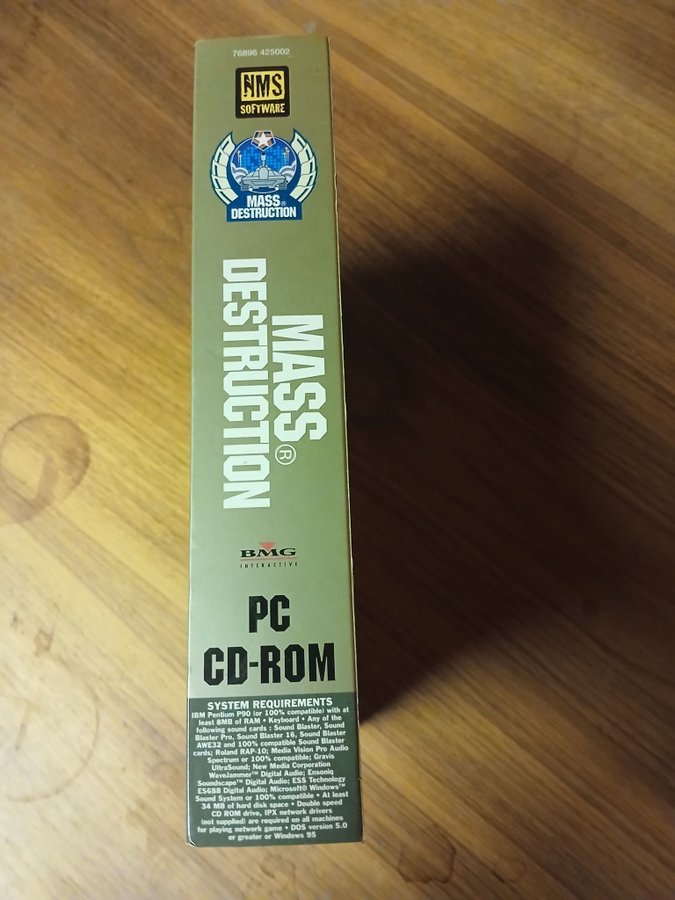 76896 425002
NMS
SOFTWARE
MASS®
DESTRUCTION
MASS®
DESTRUCTION
BMG
INTERACTIVE
PC
CD-ROM
SYSTEM REQUIREMENTS
IBM Pentium P90 (or 100% compatible) with at
least 8MB of RAM • Keyboard • Any of the
following sound cards : Sound Blaster, Sound
Blaster Pro, Sound Blaster 16, Sound Blaster
AWE32 and 100% compatible Sound Blaster
cards; Roland RAP-10; Media Vision Pro Audio
Spectrum or 100% compatible; Gravis
UltraSound; New Media Corporation
WaveJammer™ Digital Audio; Ensoniq
Soundscape™ Digital Audio; ESS Technology
ES688 Digital Audio; Microsoft® Windows™
Sound System or 100% compatible • At least
34 MB of hard disk space • Double speed
CD ROM drive, IPX network drivers
(not supplied) are required on all machines
for playing network game • DOS version 5.0
or greater or Windows 95